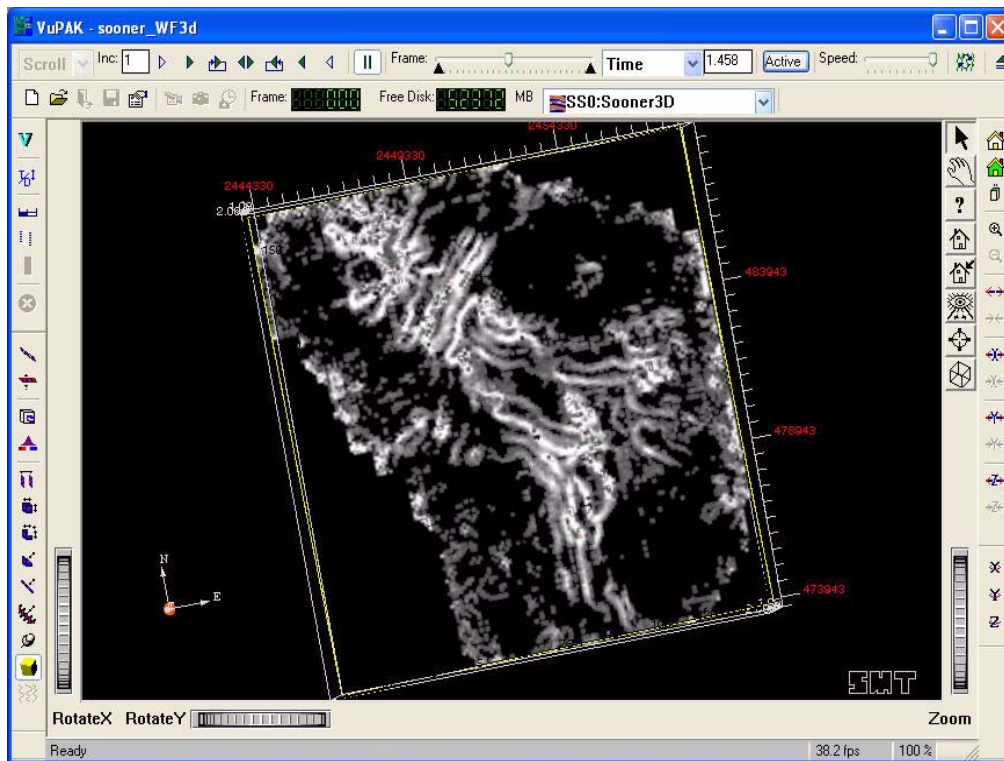 VuPAK - sooner_WF3d
Scroll Inc: 1 Frame: Time 1.458 Active Speed:
Frame: 000 Free Disk: MB SS0:Sooner3D
2454330
2449330
2444330
483943
478943
473943
N
E
SMT
RotateX RotateY Zoom
Ready 38.2 fps 100 %